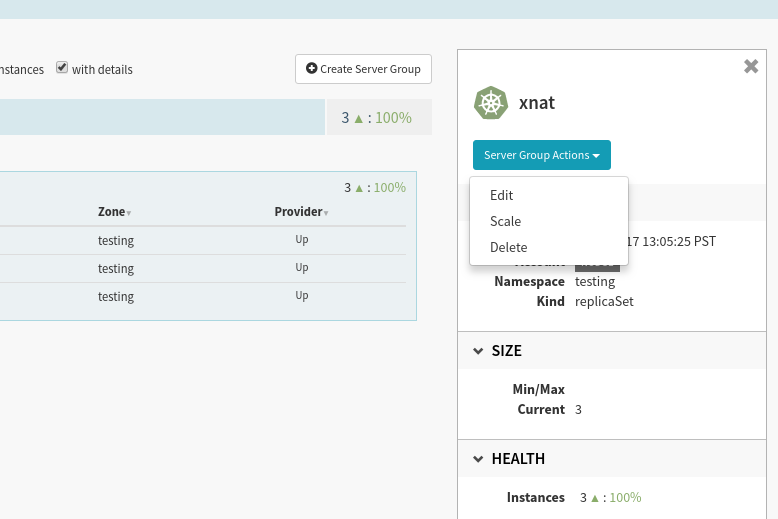 nstances with details
Create Server Group
3 ▲ : 100%
3 ▲ : 100%
Zone Provider
testing Up
testing Up
testing Up
xnat
Server Group Actions
Edit
Scale
Delete
17 13:05:25 PST
Namespace testing
Kind replicaSet
SIZE
Min/Max
Current 3
HEALTH
Instances 3 ▲ : 100%